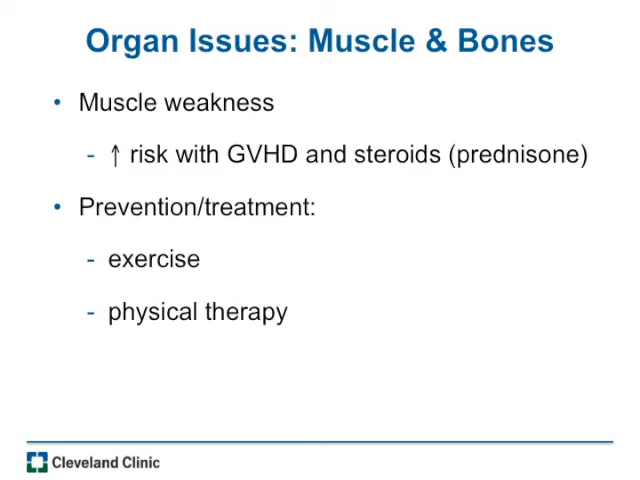 Organ Issues: Muscle & Bones
• Muscle weakness
- ↑ risk with GVHD and steroids (prednisone)
• Prevention/treatment:
- exercise
- physical therapy
Cleveland Clinic